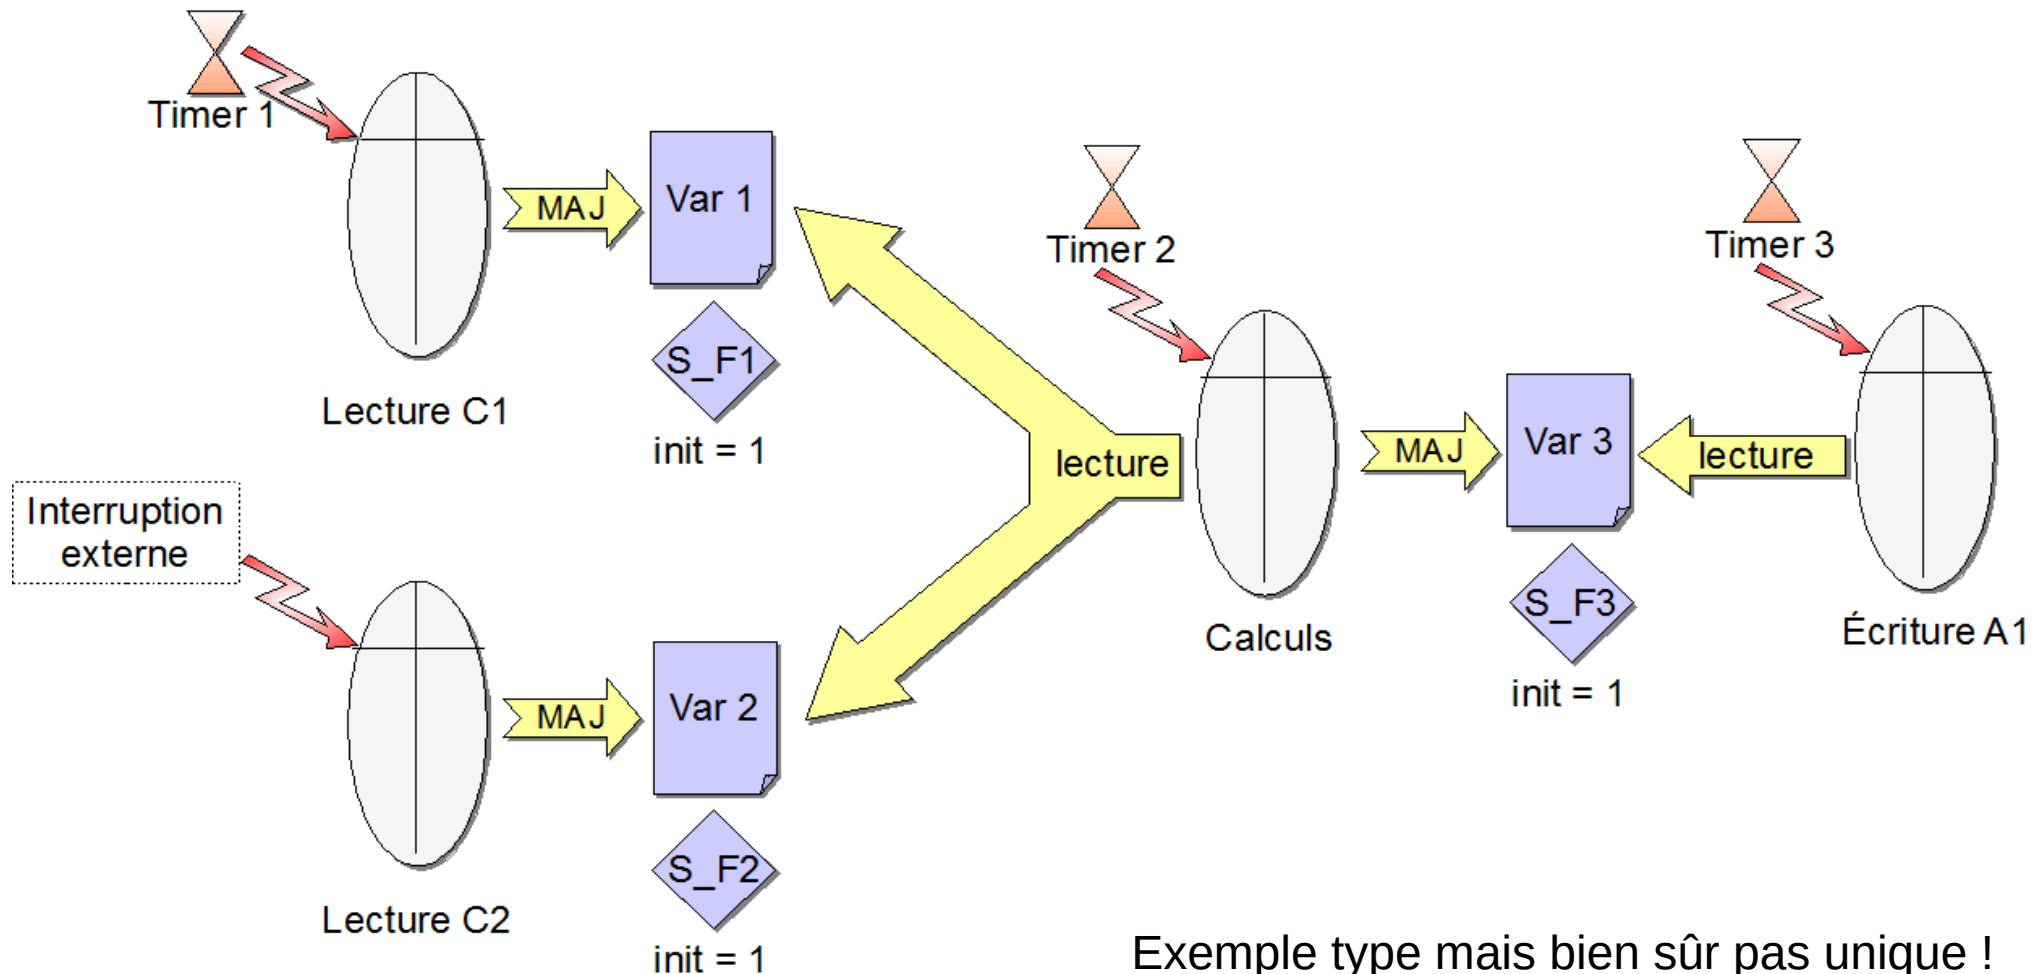 Timer 1
MAJ
Var 1
S_F1
init = 1
Lecture C1
Interruption
externe
MAJ
Var 2
S_F2
init = 1
Lecture C2
lecture
Timer 2
Calculs
MAJ
Var 3
S_F3
init = 1
lecture
Timer 3
Écriture A1
Exemple type mais bien sûr pas unique !